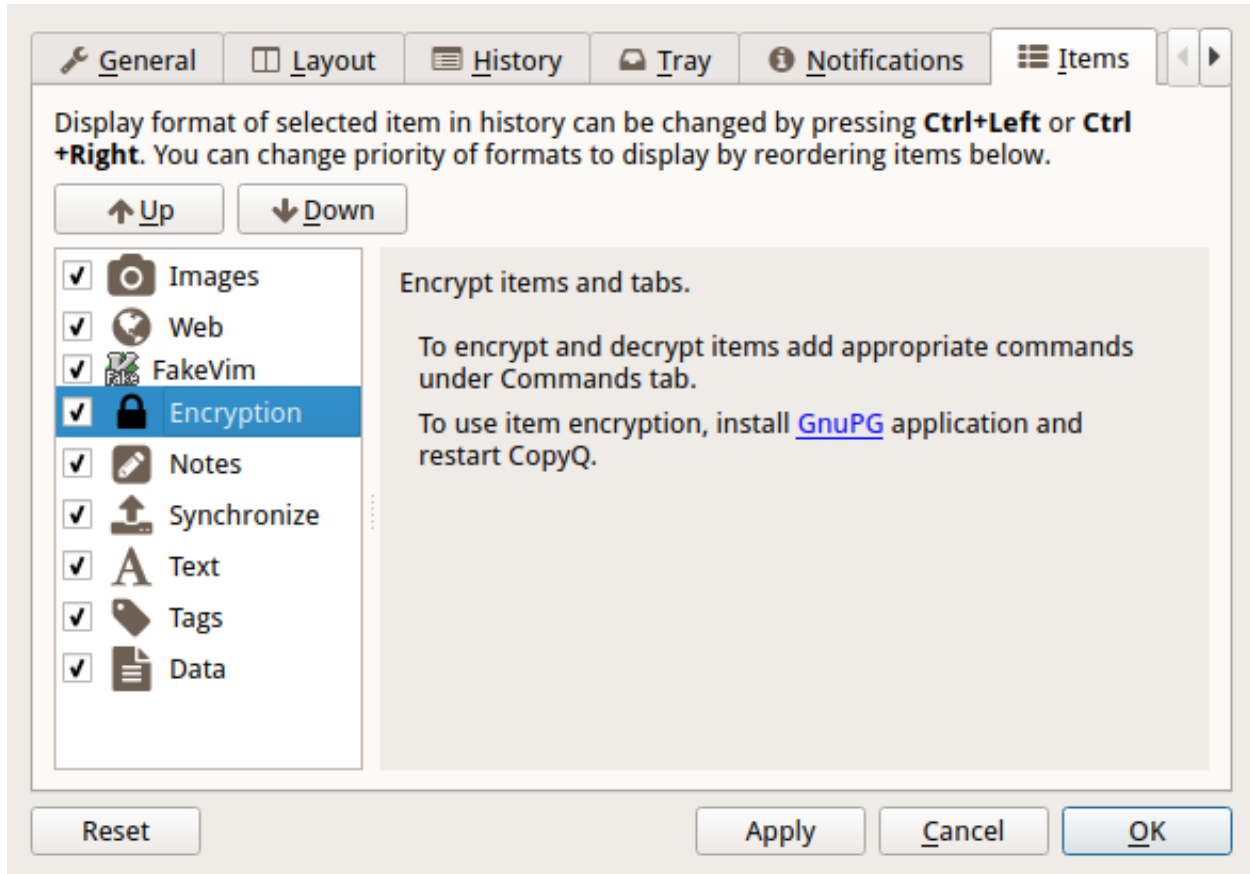 General Layout History Tray Notifications Items
Display format of selected item in history can be changed by pressing Ctrl+Left or Ctrl
+Right. You can change priority of formats to display by reordering items below.
Up Down
Images
Web
FakeVim
Encryption
Notes
Synchronize
Text
Tags
Data
Encrypt items and tabs.
To encrypt and decrypt items add appropriate commands
under Commands tab.
To use item encryption, install GnuPG application and
restart CopyQ.
Reset Apply Cancel OK